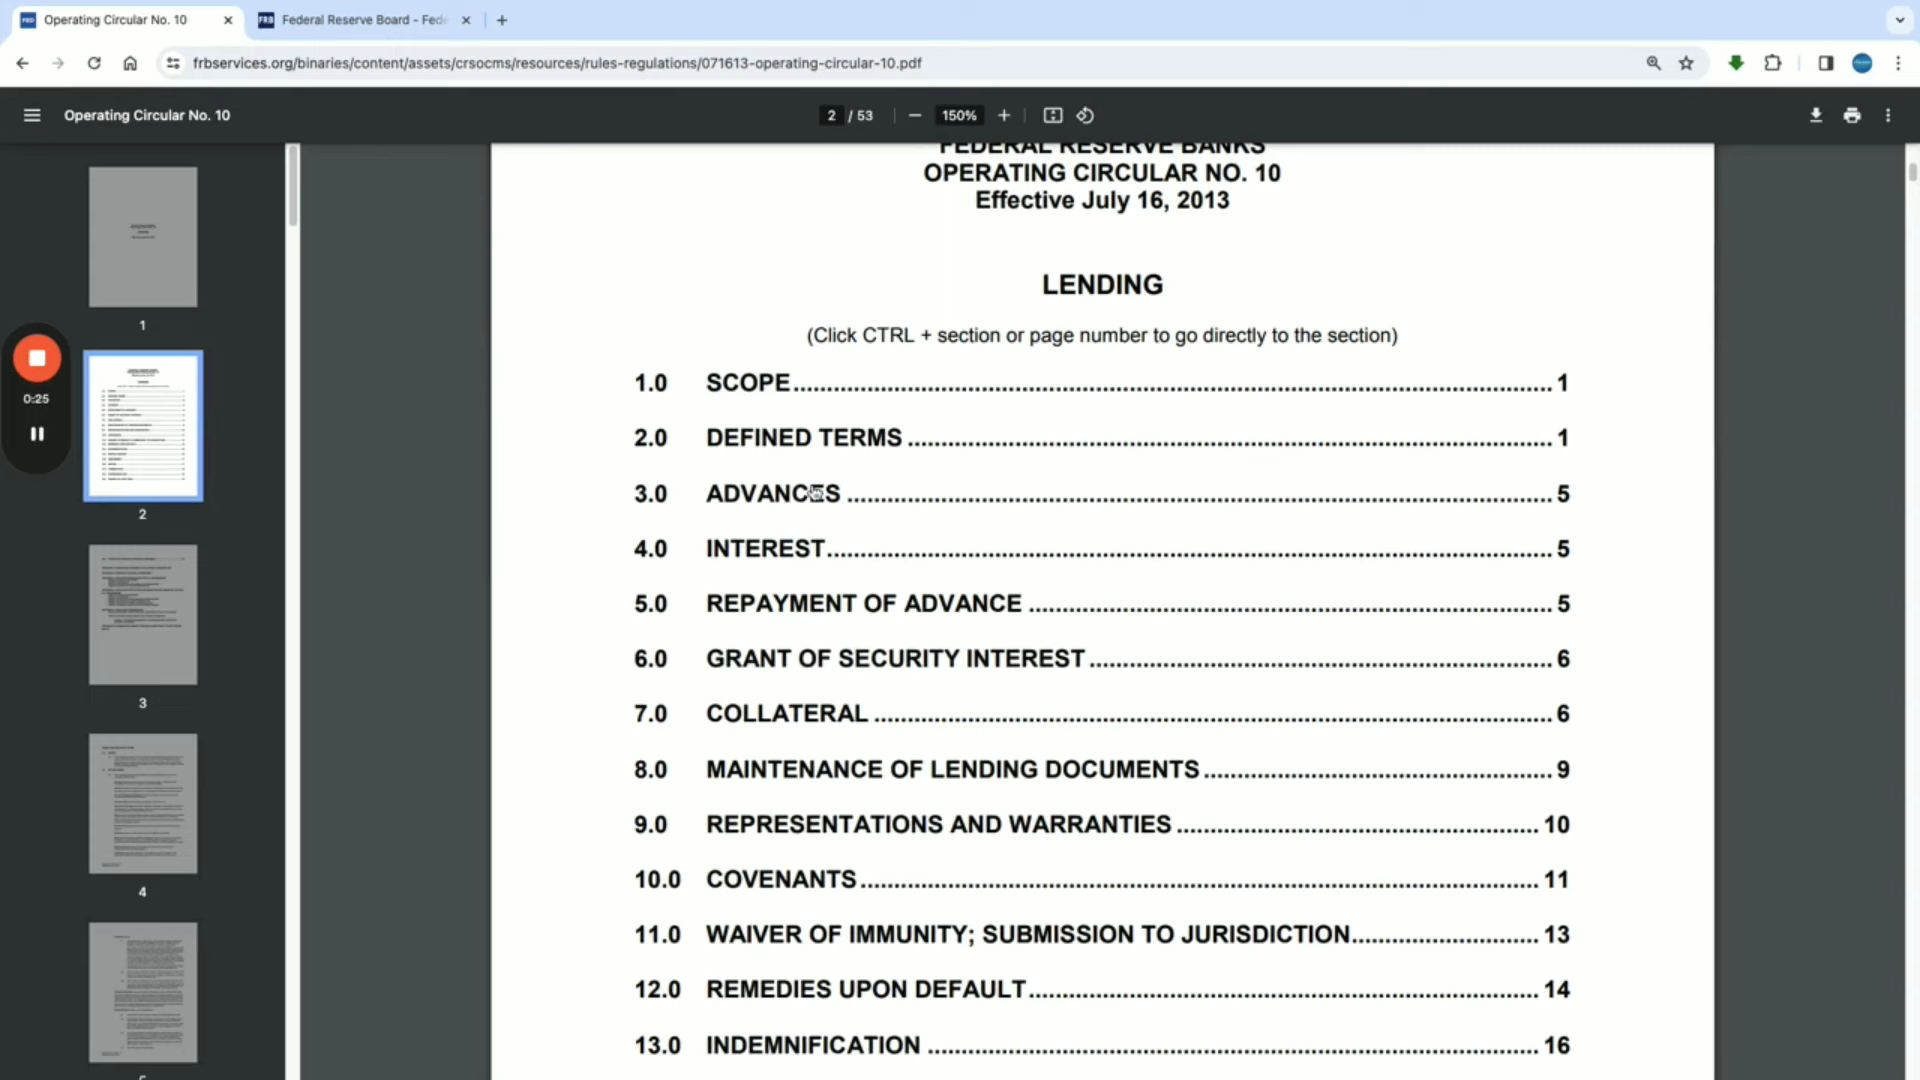 Operating Circular No. 10
FRB Federal Reserve Board - Fede
frbservices.org/binaries/content/assets/crsocms/resources/rules-regulations/071613-operating-circular-10.pdf
Operating Circular No. 10
2 / 53
150%
FEDERAL RESERVE BANKS
OPERATING CIRCULAR NO. 10
Effective July 16, 2013
LENDING
(Click CTRL + section or page number to go directly to the section)
1.0 SCOPE 1
2.0 DEFINED TERMS 1
3.0 ADVANCES 5
4.0 INTEREST 5
5.0 REPAYMENT OF ADVANCE 5
6.0 GRANT OF SECURITY INTEREST 6
7.0 COLLATERAL 6
8.0 MAINTENANCE OF LENDING DOCUMENTS 9
9.0 REPRESENTATIONS AND WARRANTIES 10
10.0 COVENANTS 11
11.0 WAIVER OF IMMUNITY; SUBMISSION TO JURISDICTION 13
12.0 REMEDIES UPON DEFAULT 14
13.0 INDEMNIFICATION 16
1
2
3
4
0:25